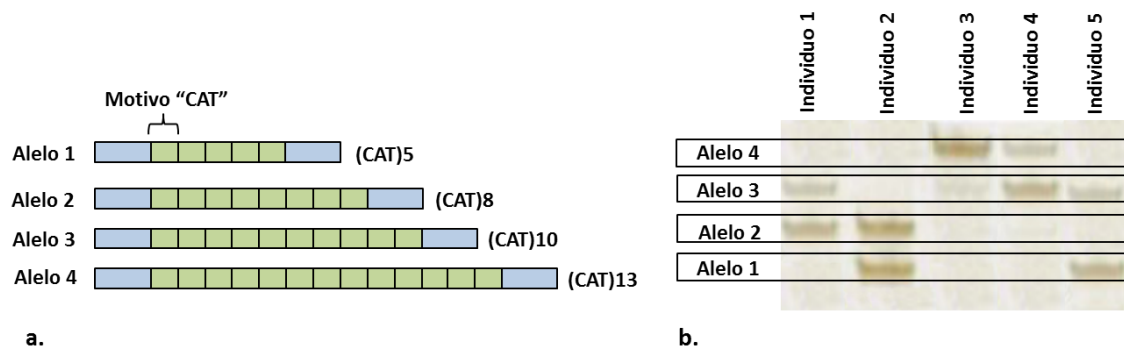 Motivo “CAT”
Alelo 1
(CAT)5
Alelo 2
(CAT)8
Alelo 3
(CAT)10
Alelo 4
(CAT)13
a.
Individuo 1
Individuo 2
Individuo 3
Individuo 4
Individuo 5
Alelo 4
Alelo 3
Alelo 2
Alelo 1
b.